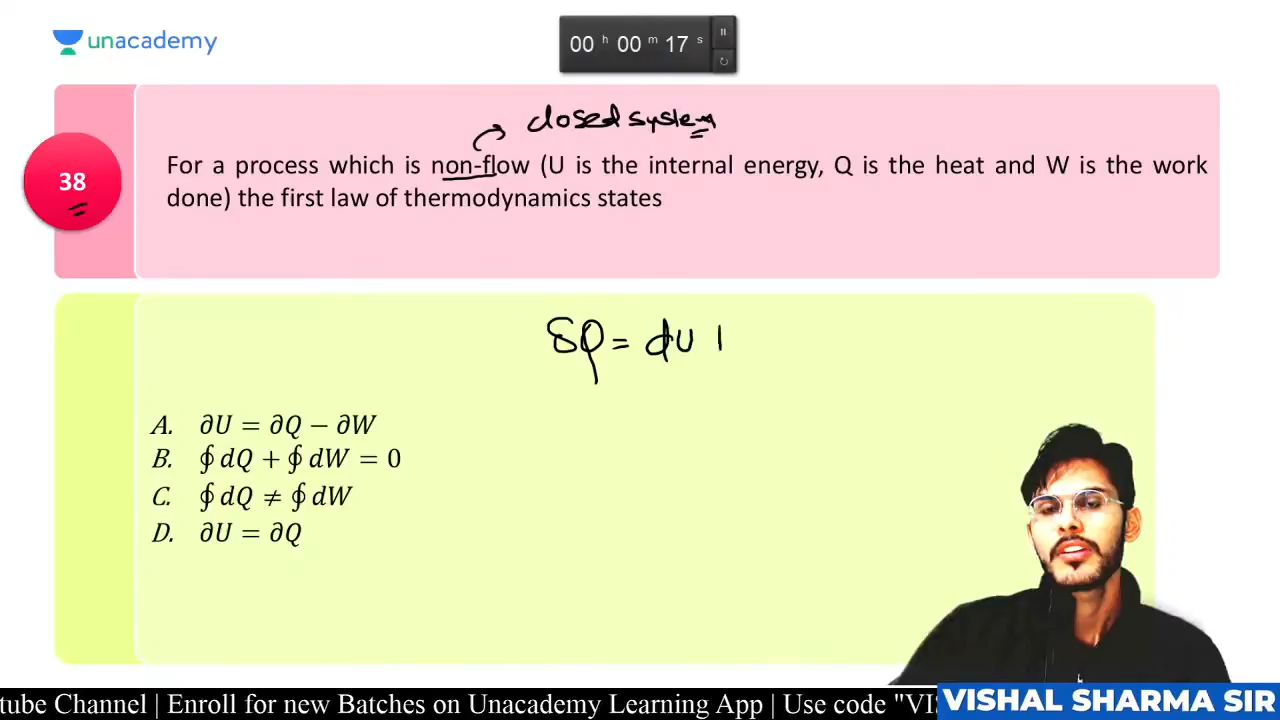 unacademy
00 h 00 m 17 s
closed system
38
For a process which is non-flow (U is the internal energy, Q is the heat and W is the work
done) the first law of thermodynamics states
δQ = dU
A. ∂U = ∂Q − ∂W
B. ∮ dQ + ∮ dW = 0
C. ∮ dQ ≠ ∮ dW
D. ∂U = ∂Q
tube Channel | Enroll for new Batches on Unacademy Learning App | Use code "VIS
VISHAL SHARMA SIR